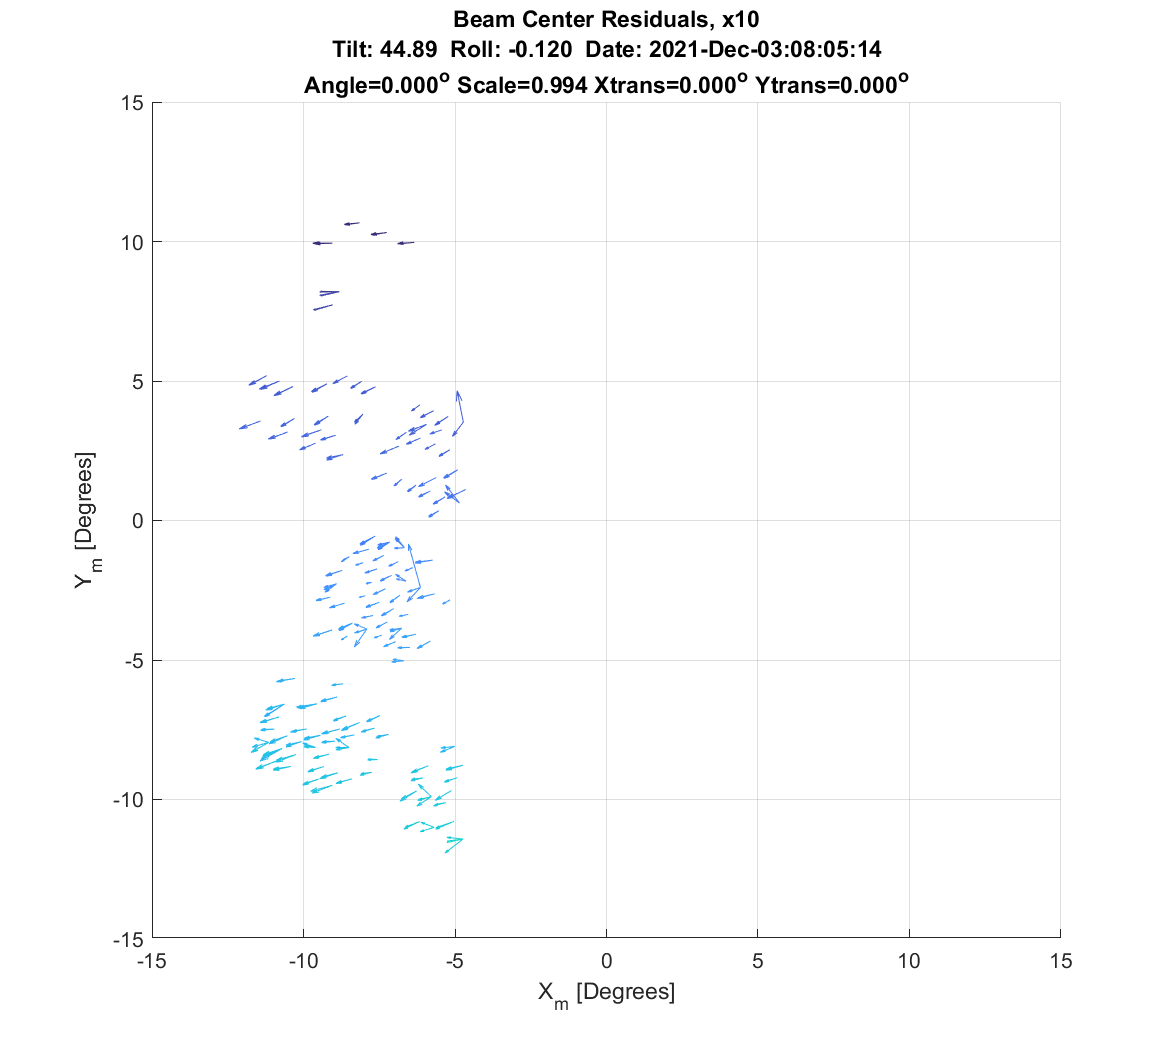 Beam Center Residuals, x10
Tilt: 44.89 Roll: -0.120 Date: 2021-Dec-03:08:05:14
Angle=0.000° Scale=0.994 Xtrans=0.000° Ytrans=0.000°
15
10
5
0
-5
-10
-15
Y_m [Degrees]
-15 -10 -5 0 5 10 15
X_m [Degrees]